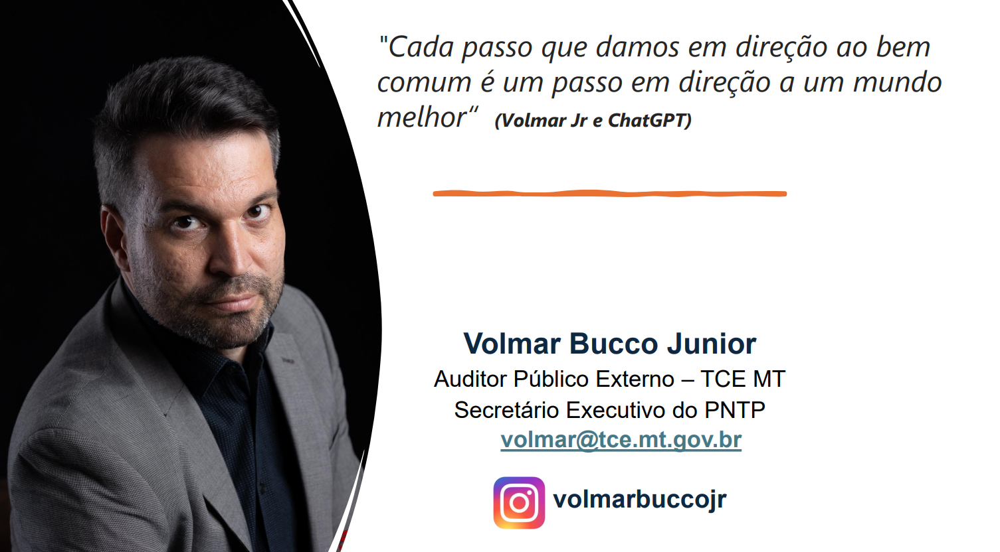 "Cada passo que damos em direção ao bem
comum é um passo em direção a um mundo
melhor“ (Volmar Jr e ChatGPT)
Volmar Bucco Junior
Auditor Público Externo – TCE MT
Secretário Executivo do PNTP
volmar@tce.mt.gov.br
volmarbuccojr